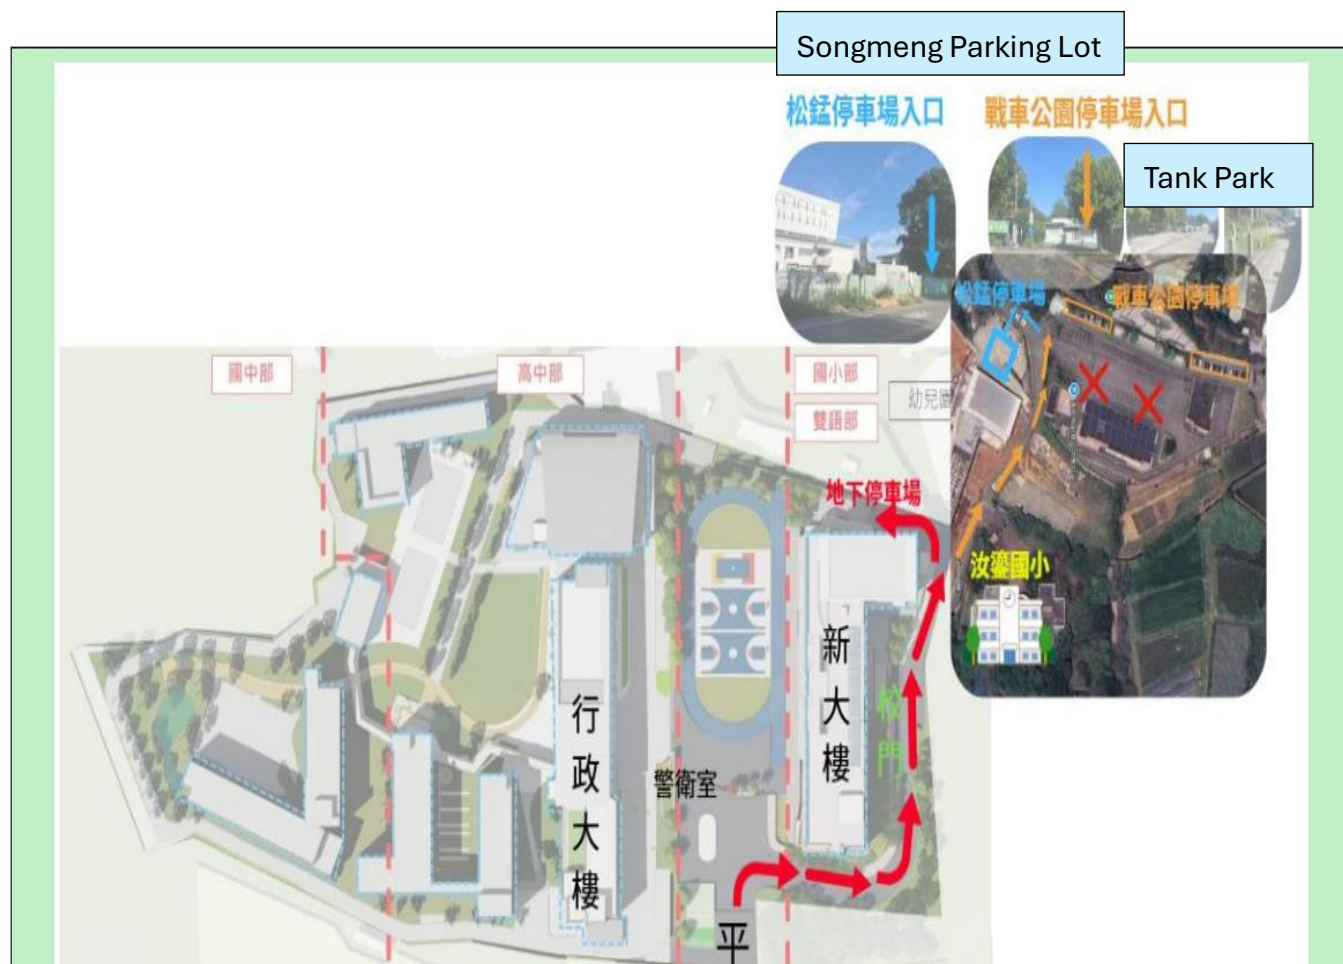 Songmeng Parking Lot
松錳停車場入口
戰車公園停車場入口
Tank Park
松錳停車場
戰車公園停車場
國中部
高中部
國小部
雙語部
幼兒園
地下停車場
汝鎏國小
新大樓
校門
行政大樓
警衛室
平